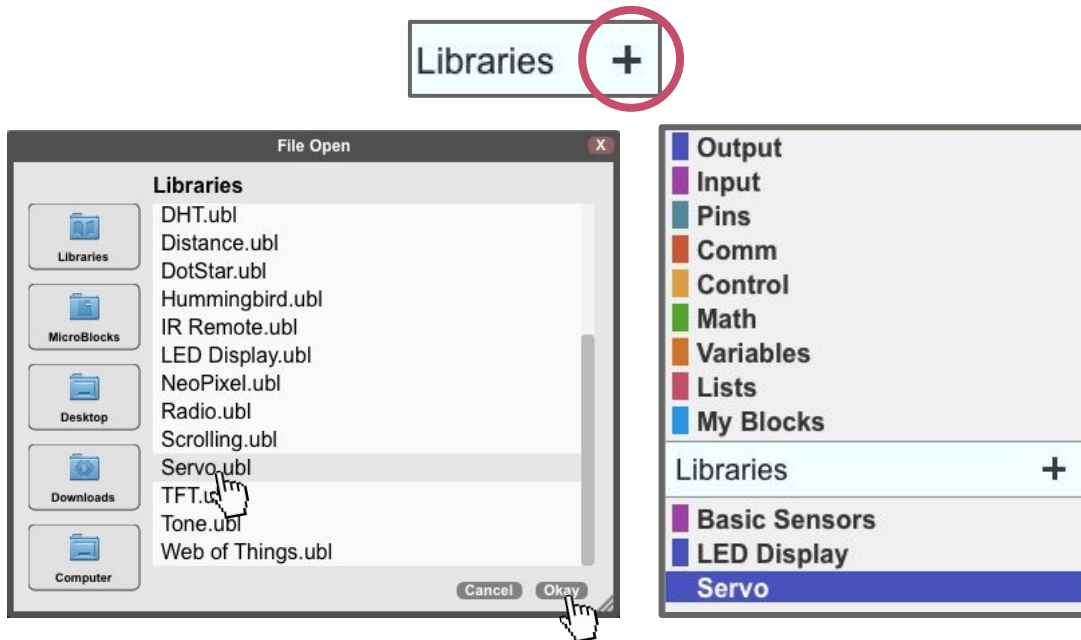 Libraries +
File Open X
Libraries
Libraries
MicroBlocks
Desktop
Downloads
Computer
DHT.ubl
Distance.ubl
DotStar.ubl
Hummingbird.ubl
IR Remote.ubl
LED Display.ubl
NeoPixel.ubl
Radio.ubl
Scrolling.ubl
Servo.ubl
TFT.u
Tone.ubl
Web of Things.ubl
Cancel Okay
Output
Input
Pins
Comm
Control
Math
Variables
Lists
My Blocks
Libraries +
Basic Sensors
LED Display
Servo